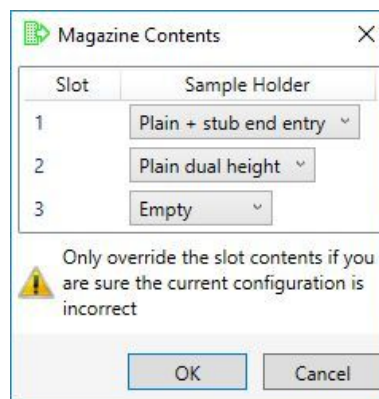 Magazine Contents
Slot Sample Holder
1 Plain + stub end entry
2 Plain dual height
3 Empty
Only override the slot contents if you
are sure the current configuration is
incorrect
OK Cancel